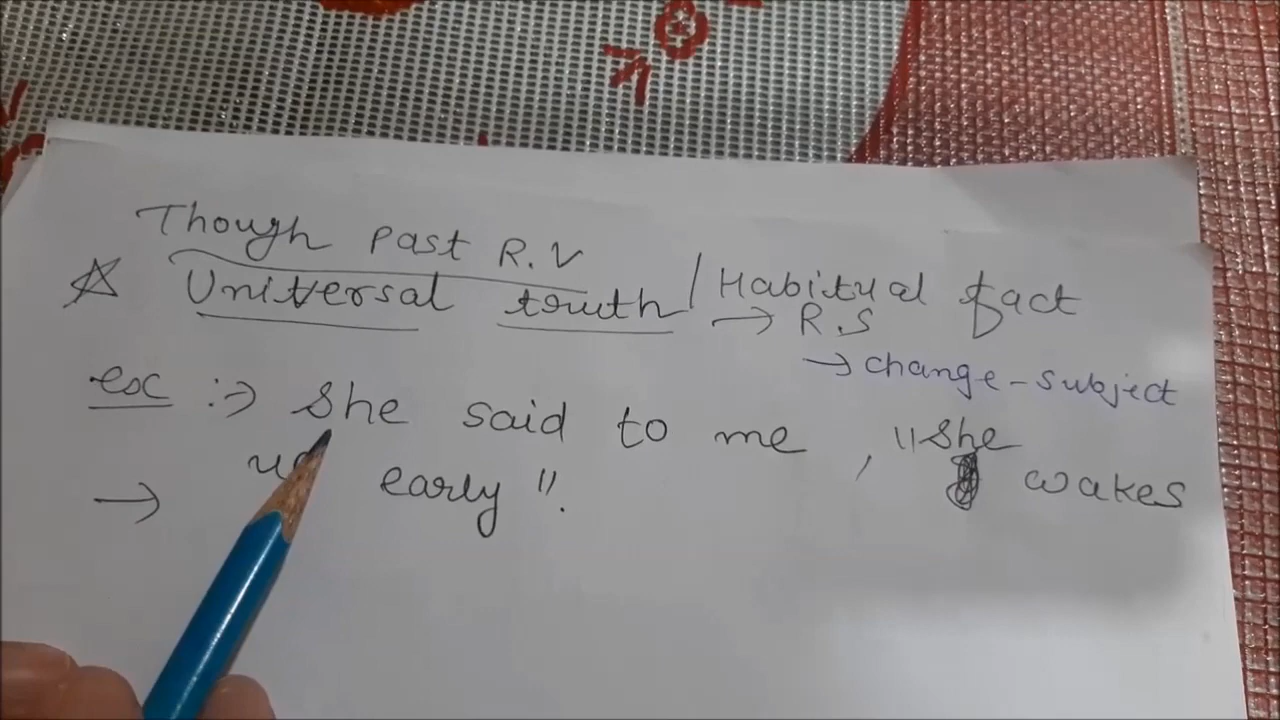 Though Past R.V
☆ Universal truth / Habitual fact
→ R.S
→ change-subject
ex :→ She said to me, "She wakes
early".
→